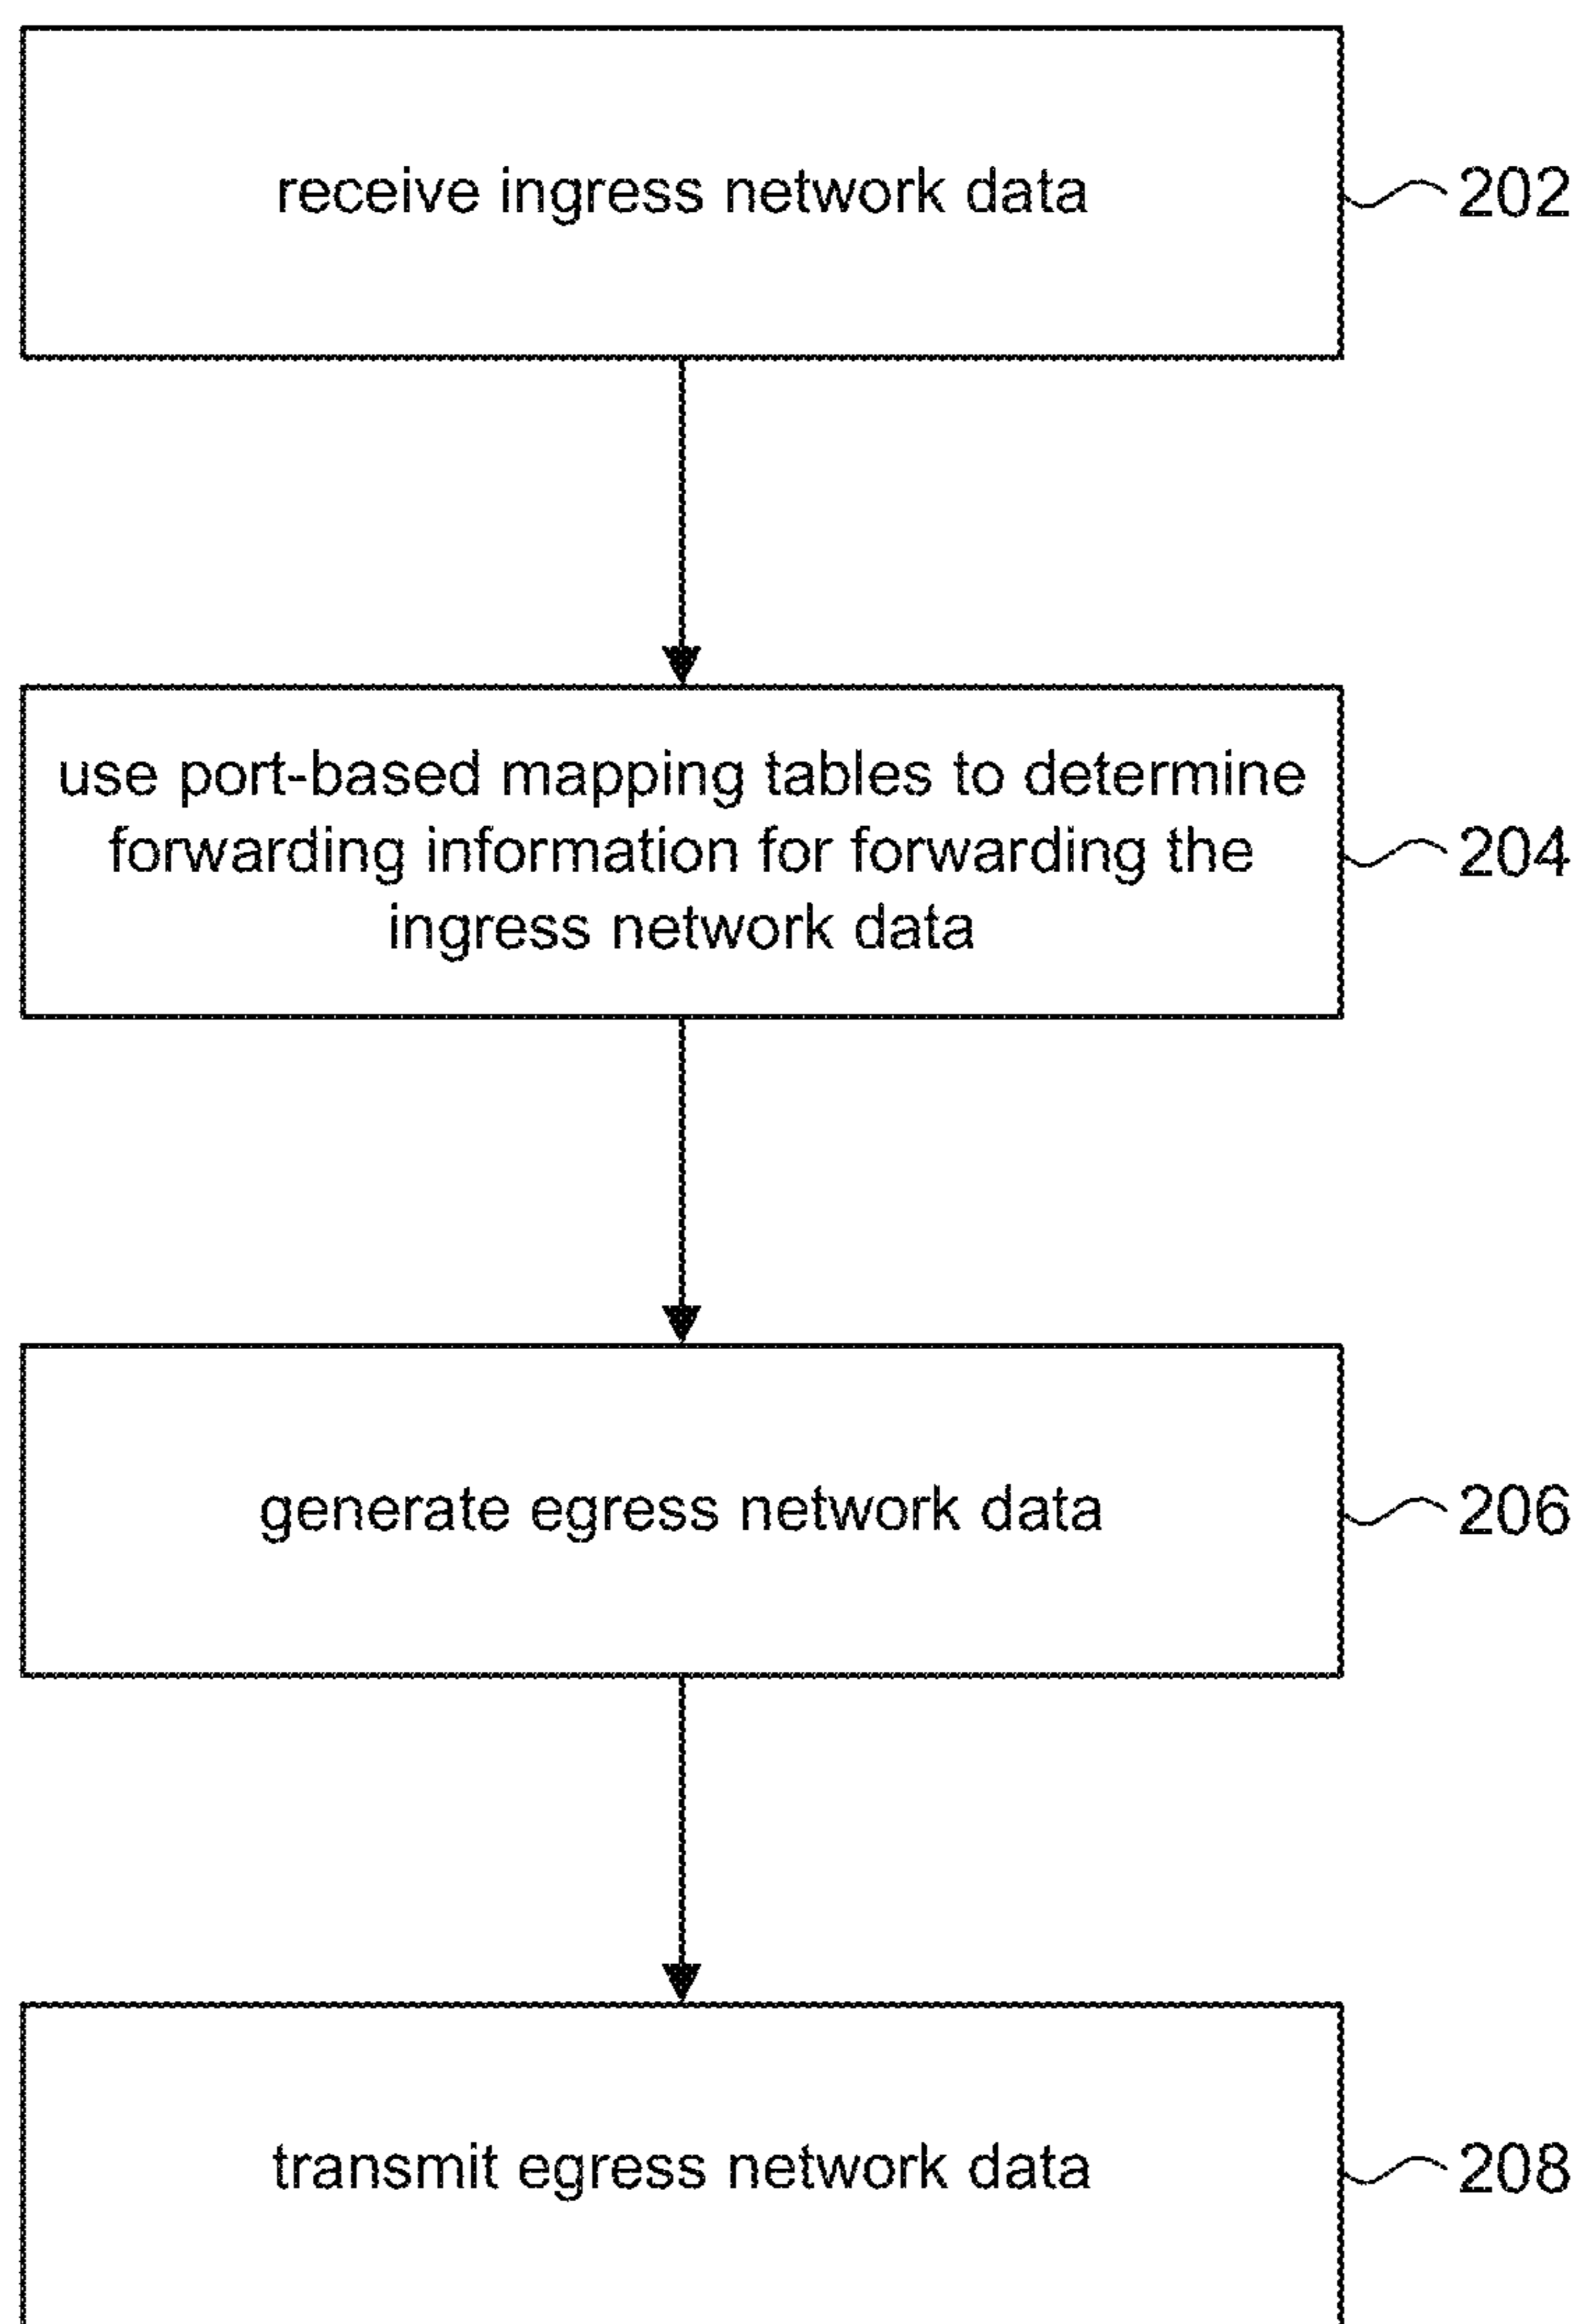 receive ingress network data
202
use port-based mapping tables to determine
forwarding information for forwarding the
ingress network data
204
generate egress network data
206
transmit egress network data
208